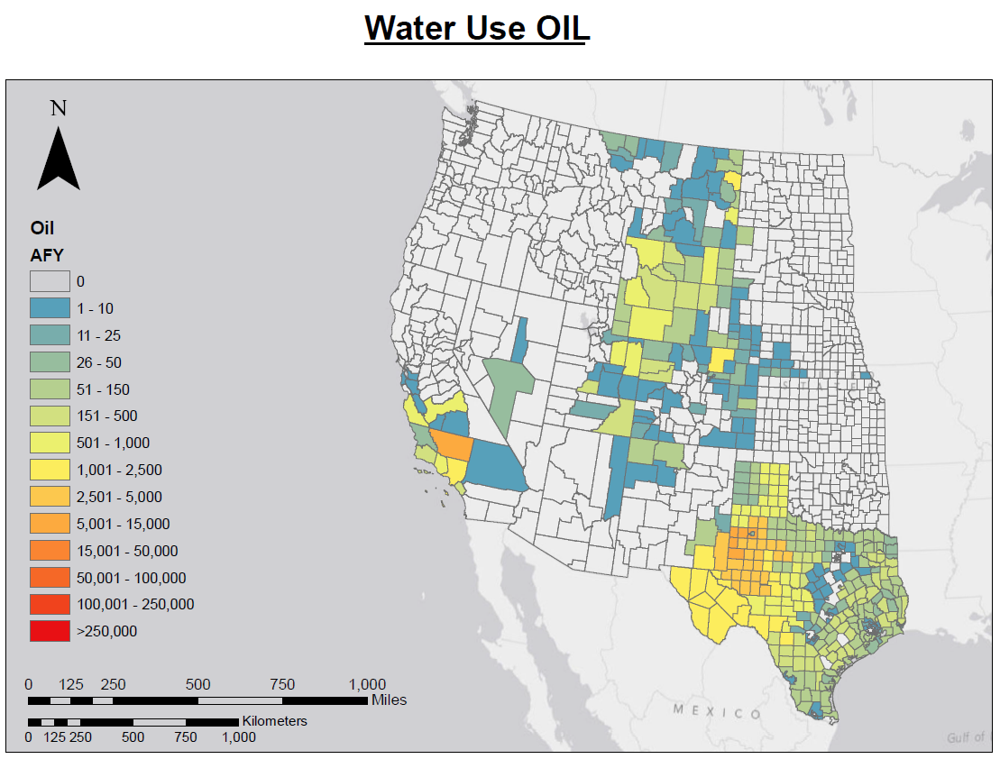 Water Use OIL
N
Oil
AFY
0
1 - 10
11 - 25
26 - 50
51 - 150
151 - 500
501 - 1,000
1,001 - 2,500
2,501 - 5,000
5,001 - 15,000
15,001 - 50,000
50,001 - 100,000
100,001 - 250,000
>250,000
0 125 250 500 750 1,000
Miles
Kilometers
0 125 250 500 750 1,000
MEXICO
Gulf of